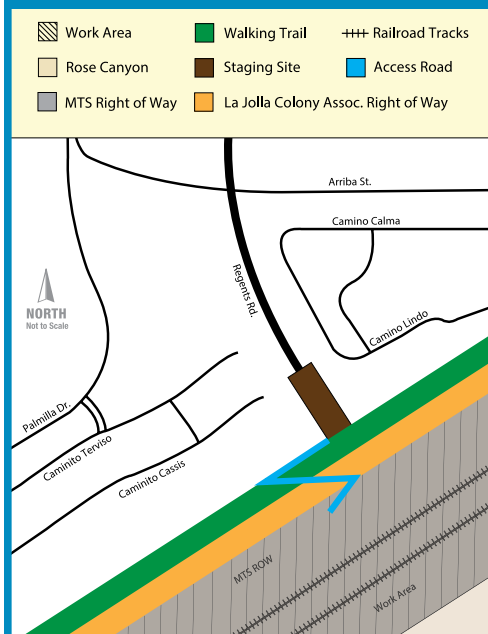 Work Area
Walking Trail
Railroad Tracks
Rose Canyon
Staging Site
Access Road
MTS Right of Way
La Jolla Colony Assoc. Right of Way
Arriba St.
Camino Calma
Regents Rd.
NORTH
Not to Scale
Camino Lindo
Palmilla Dr.
Caminito Terviso
Caminito Cassis
MTS ROW
Work Area